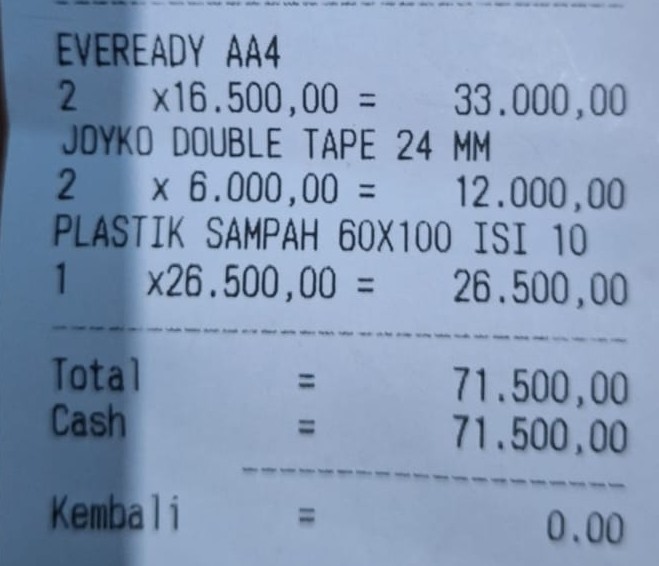 EVEREADY AA4
2 x16.500,00 = 33.000,00
JOYKO DOUBLE TAPE 24 MM
2 x 6.000,00 = 12.000,00
PLASTIK SAMPAH 60X100 ISI 10
1 x26.500,00 = 26.500,00
Total = 71.500,00
Cash = 71.500,00
Kembali = 0.00